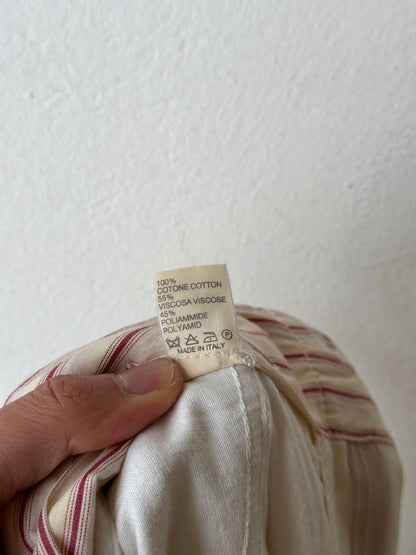 100%
COTONE COTTON
55%
VISCOSA VISCOSE
45%
POLIAMMIDE
POLYAMID
P
MADE IN ITALY